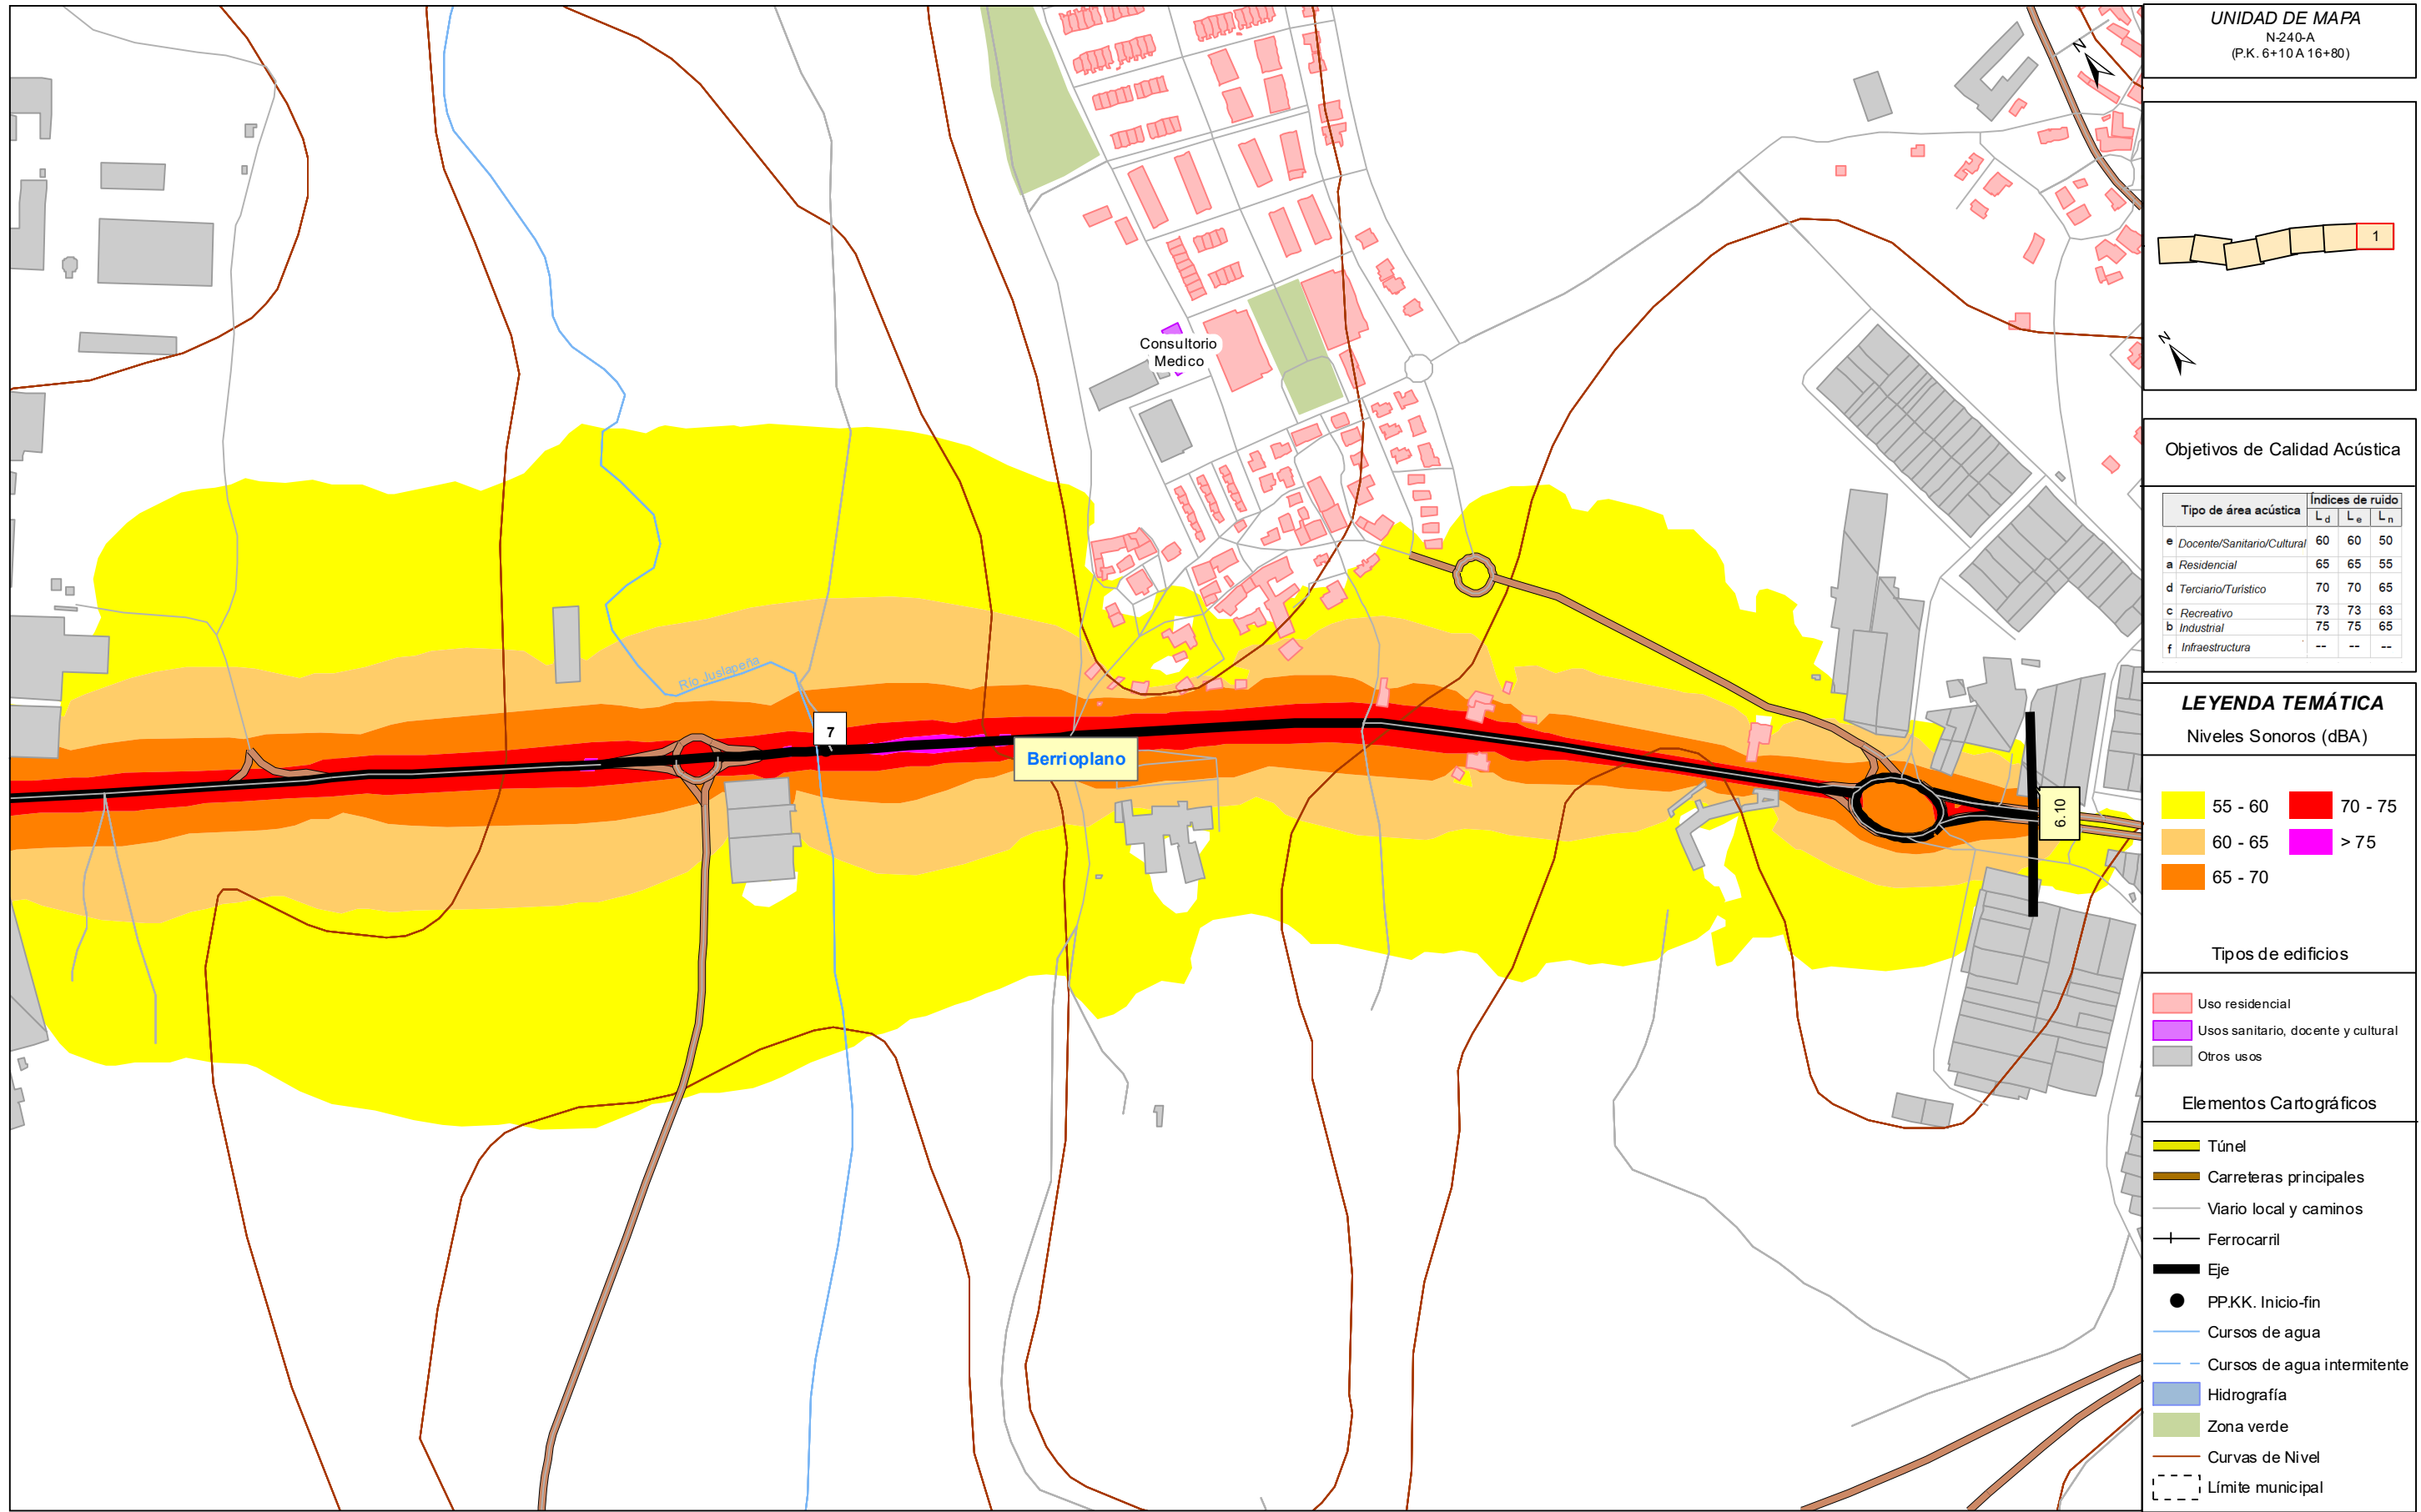 Consultorio
Medico
Río Juslapeña
7
Berrioplano
6.10
N
UNIDAD DE MAPA
N-240-A
(P.K. 6+10 A 16+80)
1
N
Objetivos de Calidad Acústica
Tipo de área acústica Índices de ruido
L d L e L n
e Docente/Sanitario/Cultural 60 60 50
a Residencial 65 65 55
d Terciario/Turístico 70 70 65
c Recreativo 73 73 63
b Industrial 75 75 65
f Infraestructura -- -- --
LEYENDA TEMÁTICA
Niveles Sonoros (dBA)
55 - 60 70 - 75
60 - 65 > 75
65 - 70
Tipos de edificios
Uso residencial
Usos sanitario, docente y cultural
Otros usos
Elementos Cartográficos
Túnel
Carreteras principales
Viario local y caminos
Ferrocarril
Eje
PP.KK. Inicio-fin
Cursos de agua
Cursos de agua intermitente
Hidrografía
Zona verde
Curvas de Nivel
Límite municipal